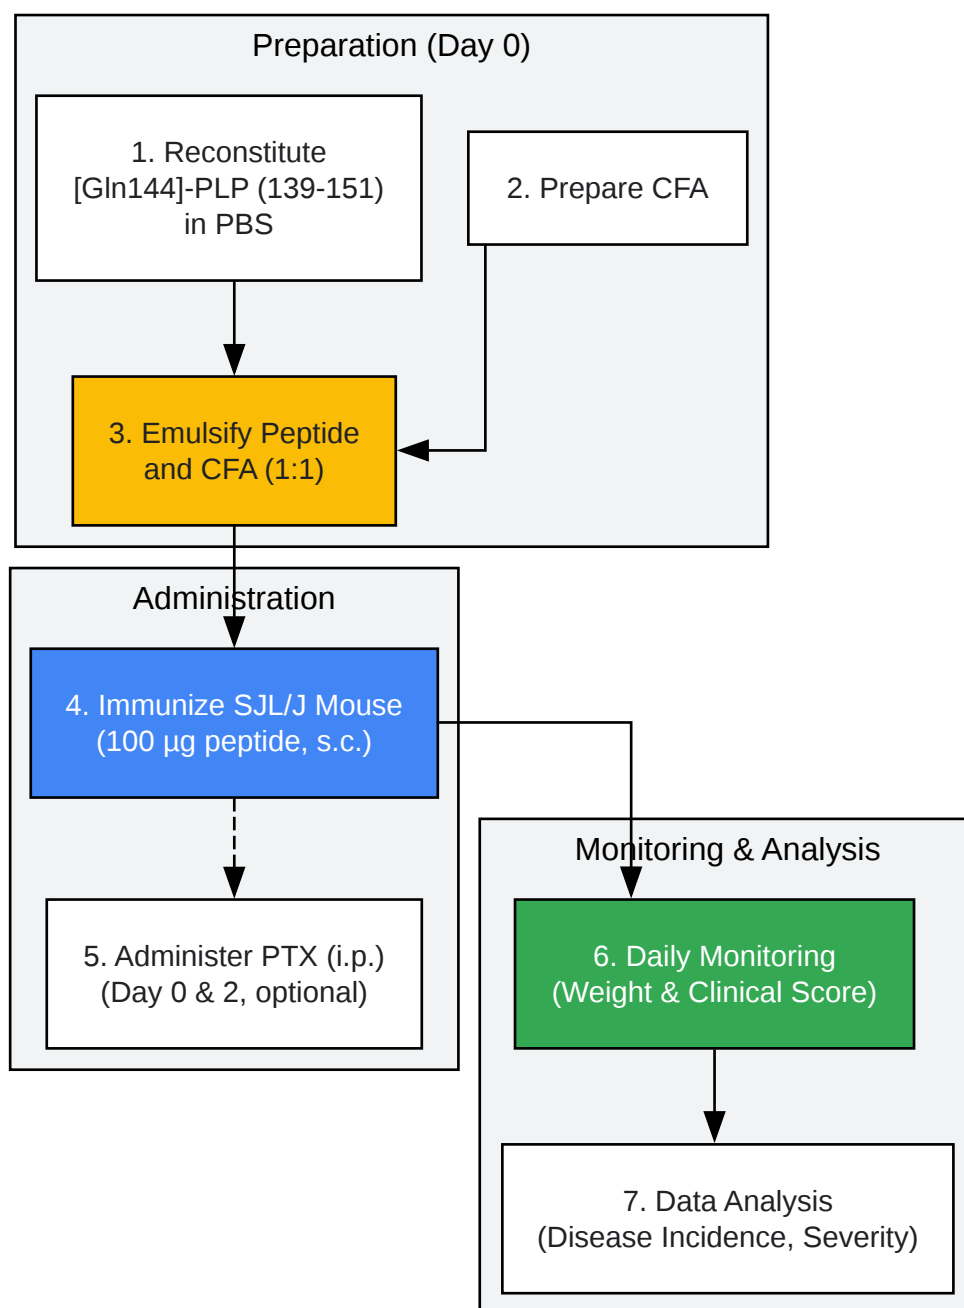 Preparation (Day 0)
1. Reconstitute
[Gln144]-PLP (139-151)
in PBS
2. Prepare CFA
3. Emulsify Peptide
and CFA (1:1)
Administration
4. Immunize SJL/J Mouse
(100 µg peptide, s.c.)
5. Administer PTX (i.p.)
(Day 0 & 2, optional)
Monitoring & Analysis
6. Daily Monitoring
(Weight & Clinical Score)
7. Data Analysis
(Disease Incidence, Severity)